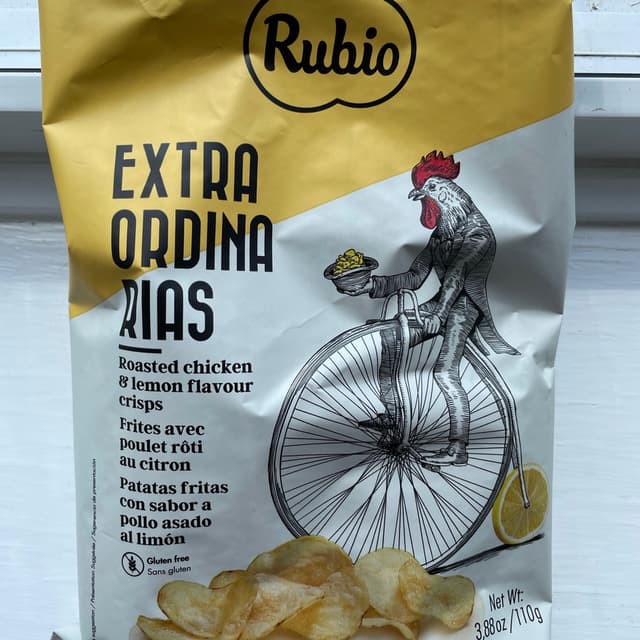 Rubio
EXTRA
ORDINA
RIAS
Roasted chicken
& lemon flavour
crisps
Frites avec
poulet rôti
au citron
Patatas fritas
con sabor a
pollo asado
al limón
Gluten free
Sans gluten
Net Wt:
3.88oz/110g